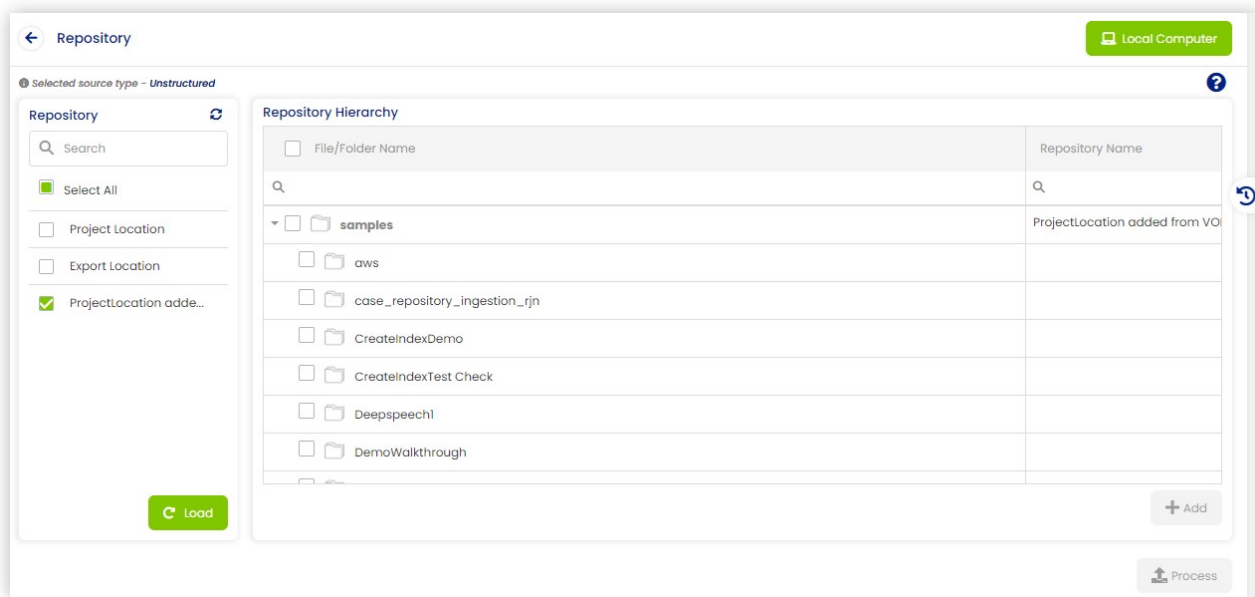 Repository
Local Computer
Selected source type - Unstructured
Repository
Search
Select All
Project Location
Export Location
ProjectLocation adde...
Load
Repository Hierarchy
File/Folder Name
Repository Name
samples
ProjectLocation added from
aws
case_repository_ingestion_rjn
CreateIndexDemo
CreateIndexTest Check
Deepspeech1
DemoWalkthrough
Add
Process